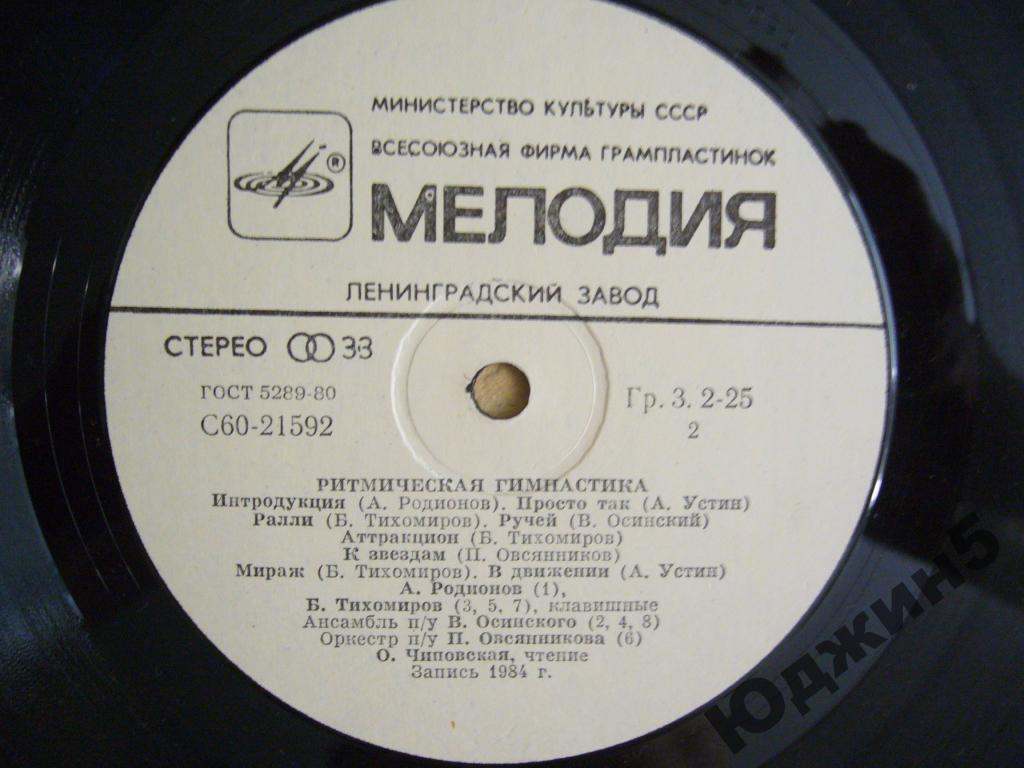 МИНИСТЕРСТВО КУЛЬТУРЫ СССР
ВСЕСОЮЗНАЯ ФИРМА ГРАМПЛАСТИНОК
®
МЕЛОДИЯ
ЛЕНИНГРАДСКИЙ ЗАВОД
СТЕРЕО 33
ГОСТ 5289-80
С60-21592
Гр. 3. 2-25
2
РИТМИЧЕСКАЯ ГИМНАСТИКА
Интродукция (А. Родионов). Просто так (А. Устин)
Ралли (Б. Тихомиров). Ручей (В. Осинский)
Аттракцион (Б. Тихомиров)
К звездам (П. Овсянников)
Мираж (Б. Тихомиров). В движении (А. Устин)
А. Родионов (1),
Б. Тихомиров (3, 5, 7), клавишные
Ансамбль п/у В. Осинского (2, 4, 8)
Оркестр п/у П. Овсянникова (6)
О. Чиповская, чтение
Запись 1984 г.
Юджин5